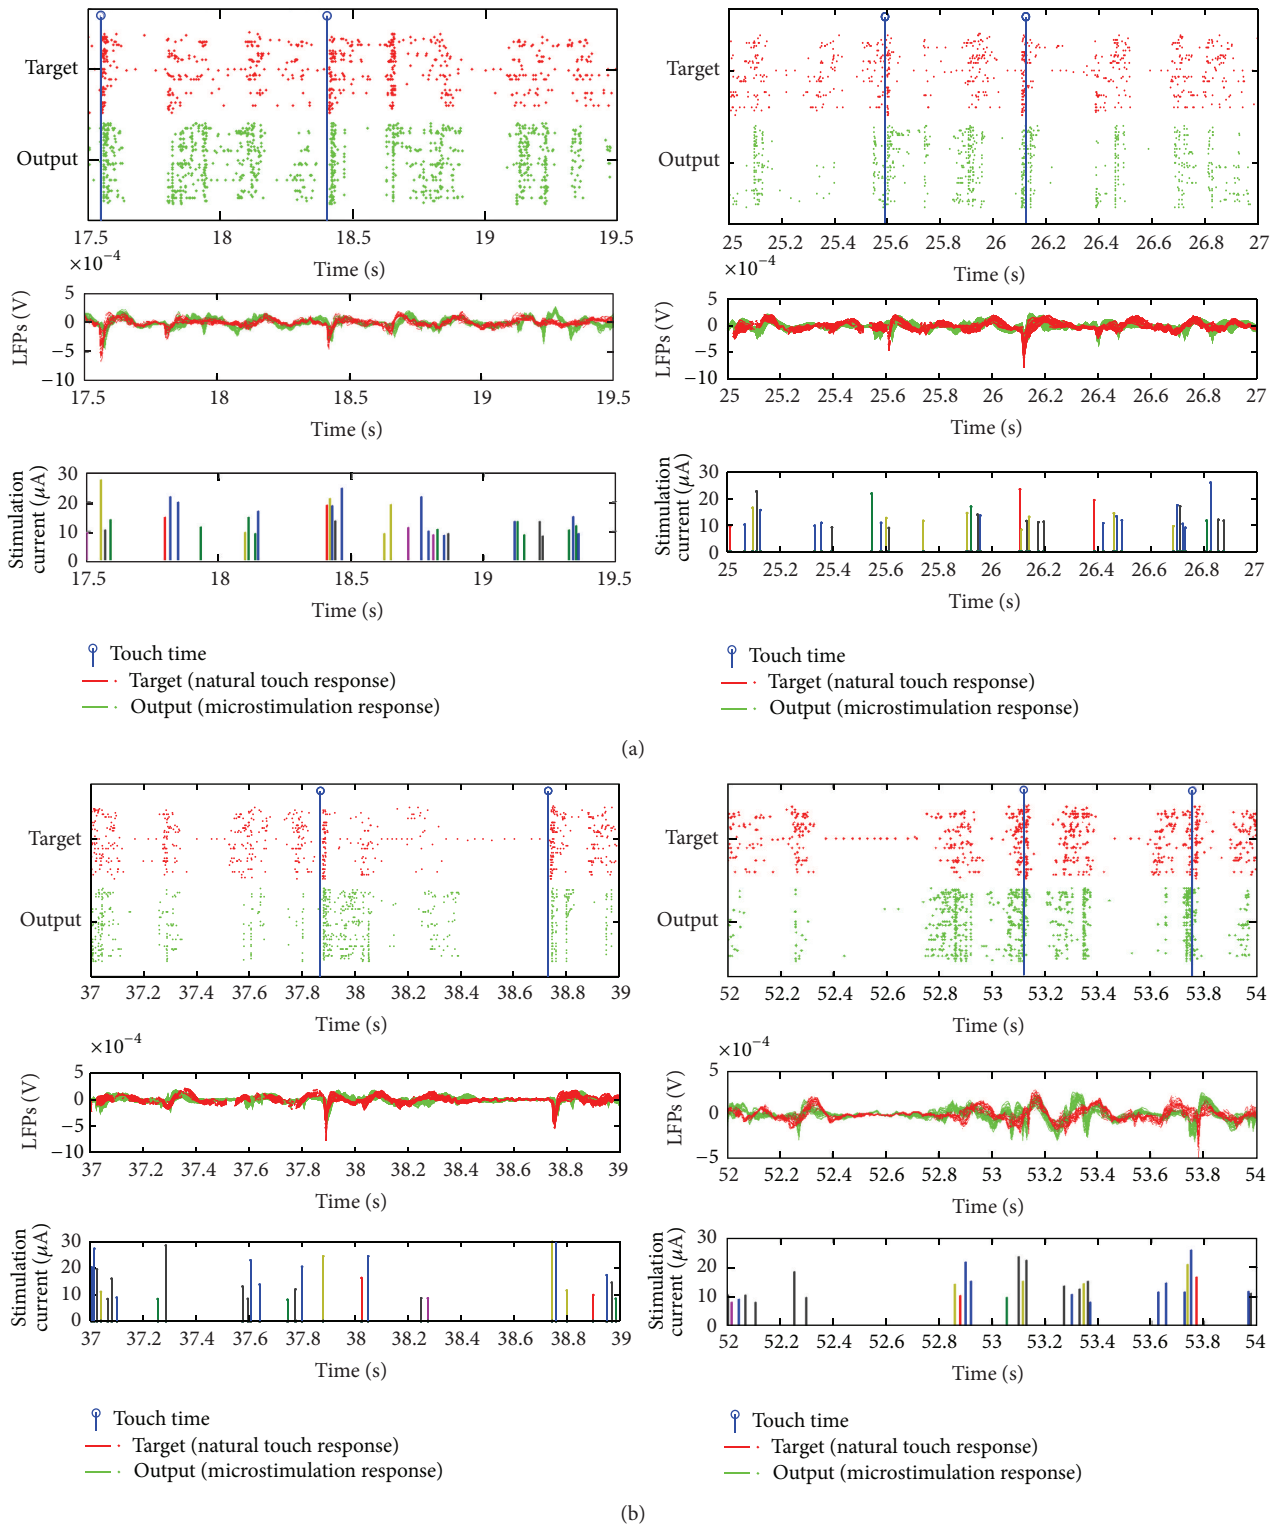 Target
Output
17.5 18 18.5 19 19.5
×10−4
Time (s)
LFPs (V)
5
0
−5
−10
17.5 18 18.5 19 19.5
Time (s)
Stimulation
current (μA)
30
20
10
0
17.5 18 18.5 19 19.5
Time (s)
Touch time
Target (natural touch response)
Output (microstimulation response)
Target
Output
25 25.2 25.4 25.6 25.8 26 26.2 26.4 26.6 26.8 27
×10−4
Time (s)
LFPs (V)
5
0
−5
−10
25 25.2 25.4 25.6 25.8 26 26.2 26.4 26.6 26.8 27
Time (s)
Stimulation
current (μA)
30
20
10
0
25 25.2 25.4 25.6 25.8 26 26.2 26.4 26.6 26.8 27
Time (s)
Touch time
Target (natural touch response)
Output (microstimulation response)
(a)
Target
Output
37 37.2 37.4 37.6 37.8 38 38.2 38.4 38.6 38.8 39
Time (s)
×10−4
LFPs (V)
5
0
−5
−10
37 37.2 37.4 37.6 37.8 38 38.2 38.4 38.6 38.8 39
Time (s)
Stimulation
current (μA)
30
20
10
0
37 37.2 37.4 37.6 37.8 38 38.2 38.4 38.6 38.8 39
Time (s)
Touch time
Target (natural touch response)
Output (microstimulation response)
Target
Output
52 52.2 52.4 52.6 52.8 53 53.2 53.4 53.6 53.8 54
Time (s)
×10−4
LFPs (V)
5
0
−5
52 52.2 52.4 52.6 52.8 53 53.2 53.4 53.6 53.8 54
Time (s)
Stimulation
current (μA)
30
20
10
0
52 52.2 52.4 52.6 52.8 53 53.2 53.4 53.6 53.8 54
Time (s)
Touch time
Target (natural touch response)
Output (microstimulation response)
(b)